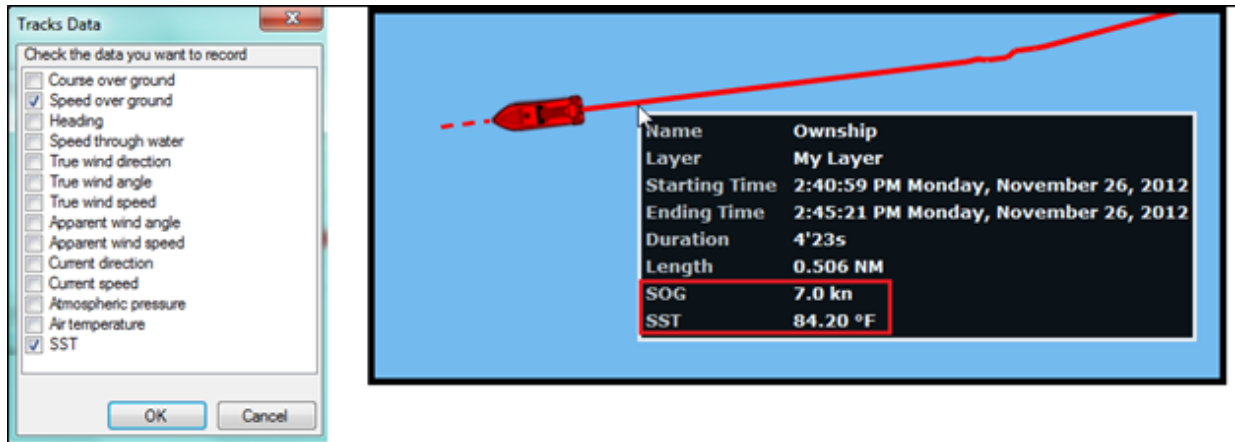 Tracks Data
Check the data you want to record
Course over ground
Speed over ground
Heading
Speed through water
True wind direction
True wind angle
True wind speed
Apparent wind angle
Apparent wind speed
Current direction
Current speed
Atmospheric pressure
Air temperature
SST
OK Cancel
Name Ownship
Layer My Layer
Starting Time 2:40:59 PM Monday, November 26, 2012
Ending Time 2:45:21 PM Monday, November 26, 2012
Duration 4'23s
Length 0.506 NM
SOG 7.0 kn
SST 84.20 °F